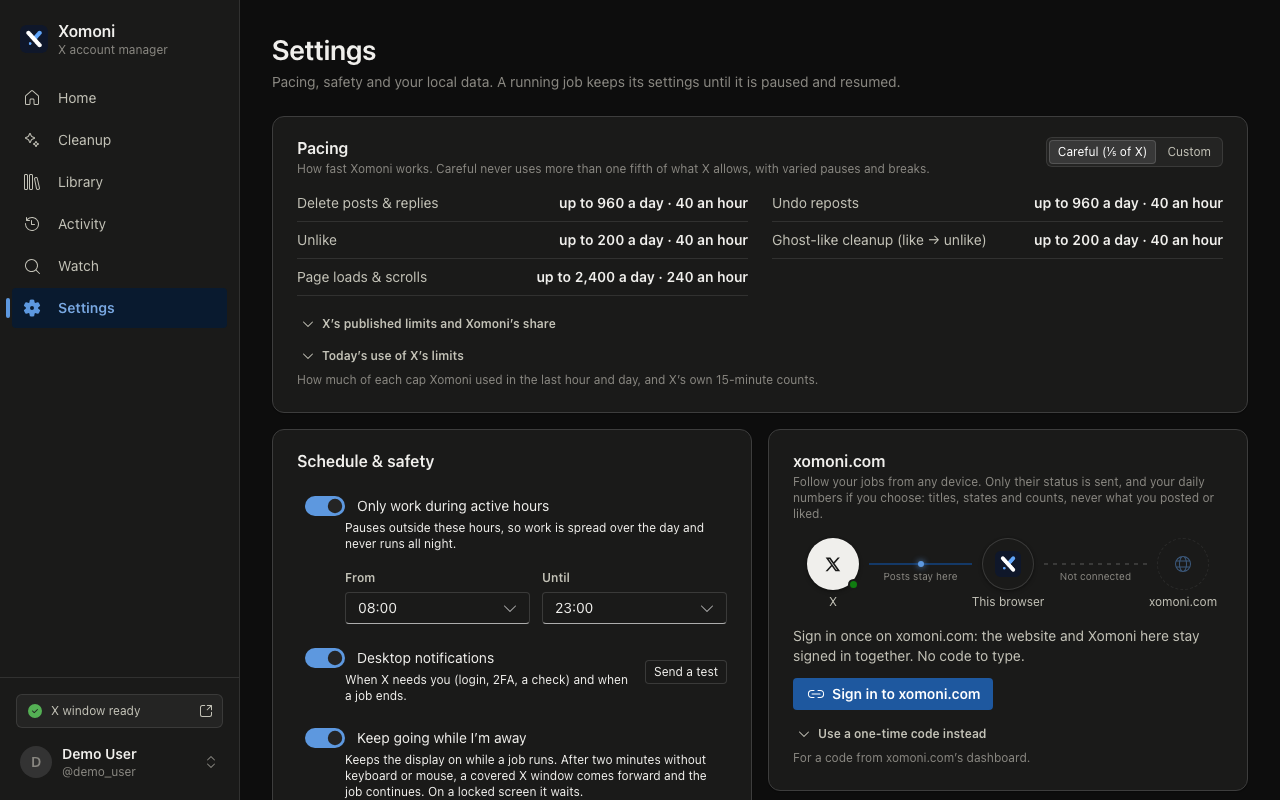 Xomoni
X account manager
Home
Cleanup
Library
Activity
Watch
Settings
X window ready
D
Demo User
@demo_user
Settings
Pacing, safety and your local data. A running job keeps its settings until it is paused and resumed.
Pacing
How fast Xomoni works. Careful never uses more than one fifth of what X allows, with varied pauses and breaks.
Careful (⅕ of X)
Custom
Delete posts & replies
up to 960 a day · 40 an hour
Undo reposts
up to 960 a day · 40 an hour
Unlike
up to 200 a day · 40 an hour
Ghost-like cleanup (like → unlike)
up to 200 a day · 40 an hour
Page loads & scrolls
up to 2,400 a day · 240 an hour
X’s published limits and Xomoni’s share
Today’s use of X’s limits
How much of each cap Xomoni used in the last hour and day, and X’s own 15-minute counts.
Schedule & safety
Only work during active hours
Pauses outside these hours, so work is spread over the day and
never runs all night.
From
Until
08:00
23:00
Desktop notifications
When X needs you (login, 2FA, a check) and when
a job ends.
Send a test
Keep going while I’m away
Keeps the display on while a job runs. After two minutes without
keyboard or mouse, a covered X window comes forward and the
job continues. On a locked screen it waits.
xomoni.com
Follow your jobs from any device. Only their status is sent, and your daily
numbers if you choose: titles, states and counts, never what you posted or
liked.
Posts stay here
Not connected
X
This browser
xomoni.com
Sign in once on xomoni.com: the website and Xomoni here stay
signed in together. No code to type.
Sign in to xomoni.com
Use a one-time code instead
For a code from xomoni.com’s dashboard.